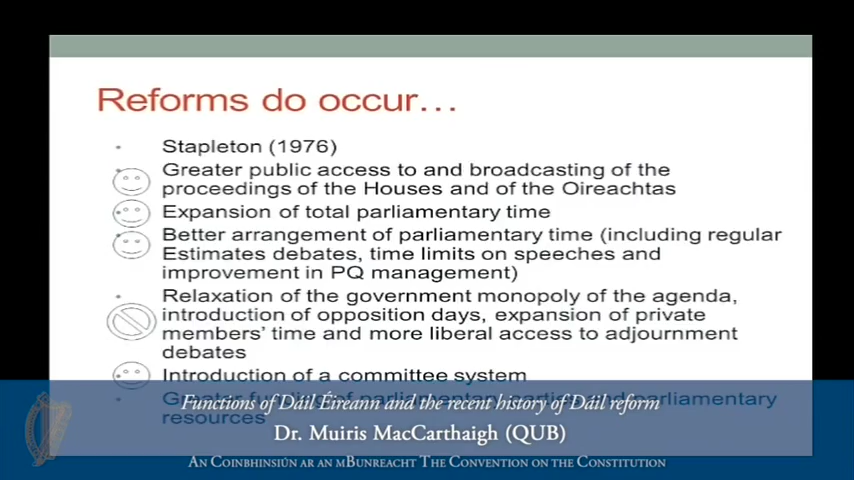 Reforms do occur...
• Stapleton (1976)
• Greater public access to and broadcasting of the
proceedings of the Houses and of the Oireachtas
• Expansion of total parliamentary time
• Better arrangement of parliamentary time (including regular
Estimates debates, time limits on speeches and
improvement in PQ management)
• Relaxation of the government monopoly of the agenda,
introduction of opposition days, expansion of private
members' time and more liberal access to adjournment
debates
• Introduction of a committee system
• Greater funding of parliamentary parties and parliamentary
resources
Functions of Dáil Éireann and the recent history of Dáil reform
Dr. Muiris MacCarthaigh (QUB)
An Coinbhinsiún ar an mBunreacht The Convention on the Constitution